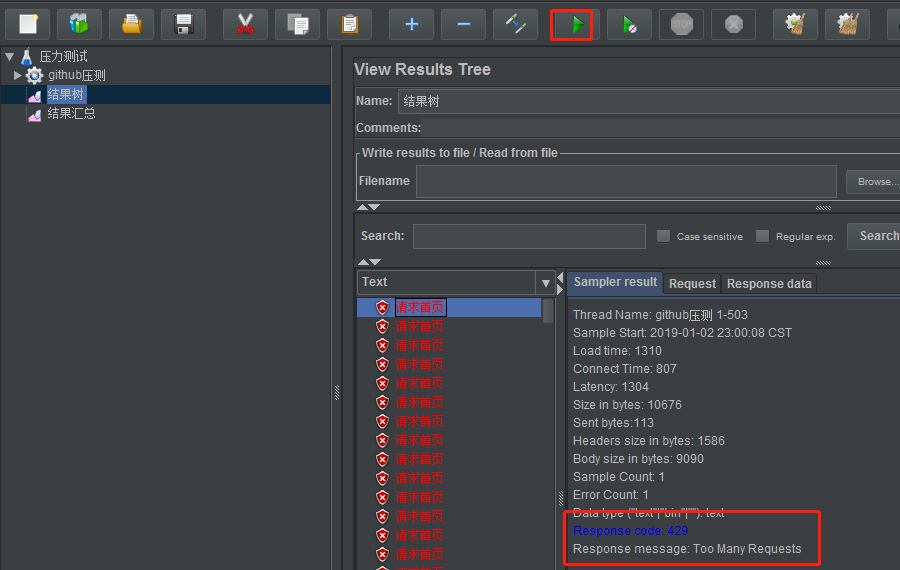 STOP
压力测试
github压测
结果树
结果汇总
View Results Tree
Name: 结果树
Comments:
Write results to file / Read from file
Filename
Browse...
Search:
Case sensitive
Regular exp.
Search
Text
Sampler result
Request
Response data
请求首页
请求首页
请求首页
请求首页
请求首页
请求首页
请求首页
请求首页
请求首页
请求首页
请求首页
请求首页
请求首页
请求首页
Thread Name: github压测 1-503
Sample Start: 2019-01-02 23:00:08 CST
Load time: 1310
Connect Time: 807
Latency: 1304
Size in bytes: 10676
Sent bytes:113
Headers size in bytes: 1586
Body size in bytes: 9090
Sample Count: 1
Error Count: 1
Data type ("text"|"bin"|""): text
Response code: 429
Response message: Too Many Requests